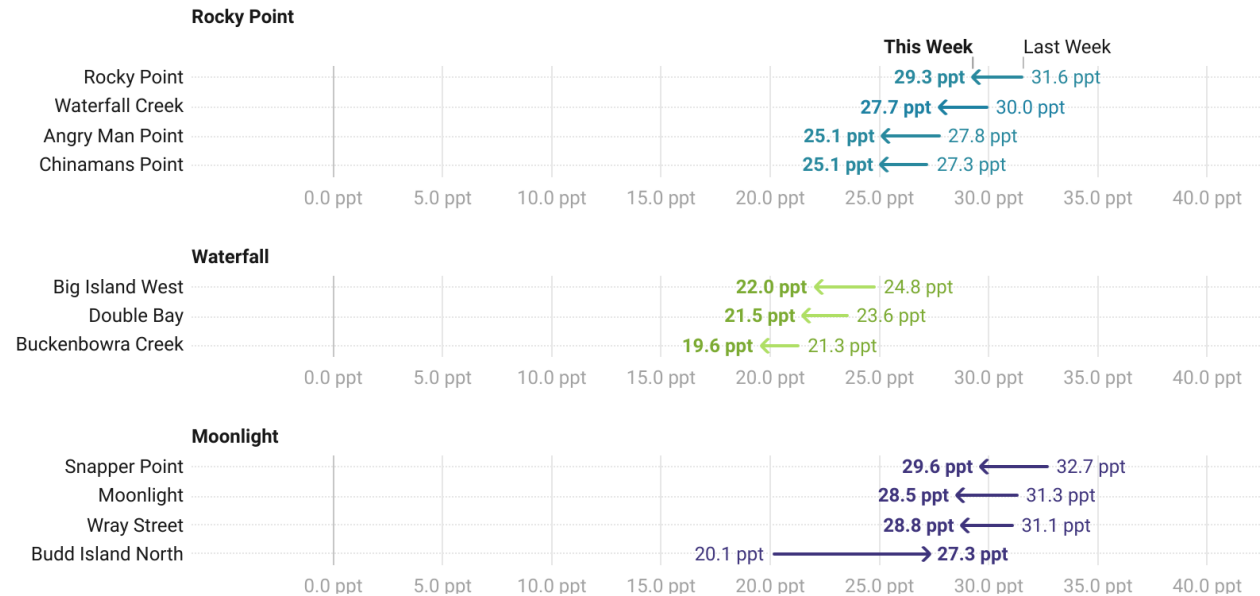 Rocky Point
This Week Last Week
Rocky Point 29.3 ppt 31.6 ppt
Waterfall Creek 27.7 ppt 30.0 ppt
Angry Man Point 25.1 ppt 27.8 ppt
Chinamans Point 25.1 ppt 27.3 ppt
0.0 ppt 5.0 ppt 10.0 ppt 15.0 ppt 20.0 ppt 25.0 ppt 30.0 ppt 35.0 ppt 40.0 ppt
Waterfall
Big Island West 22.0 ppt 24.8 ppt
Double Bay 21.5 ppt 23.6 ppt
Buckenbowra Creek 19.6 ppt 21.3 ppt
0.0 ppt 5.0 ppt 10.0 ppt 15.0 ppt 20.0 ppt 25.0 ppt 30.0 ppt 35.0 ppt 40.0 ppt
Moonlight
Snapper Point 29.6 ppt 32.7 ppt
Moonlight 28.5 ppt 31.3 ppt
Wray Street 28.8 ppt 31.1 ppt
Budd Island North 20.1 ppt 27.3 ppt
0.0 ppt 5.0 ppt 10.0 ppt 15.0 ppt 20.0 ppt 25.0 ppt 30.0 ppt 35.0 ppt 40.0 ppt